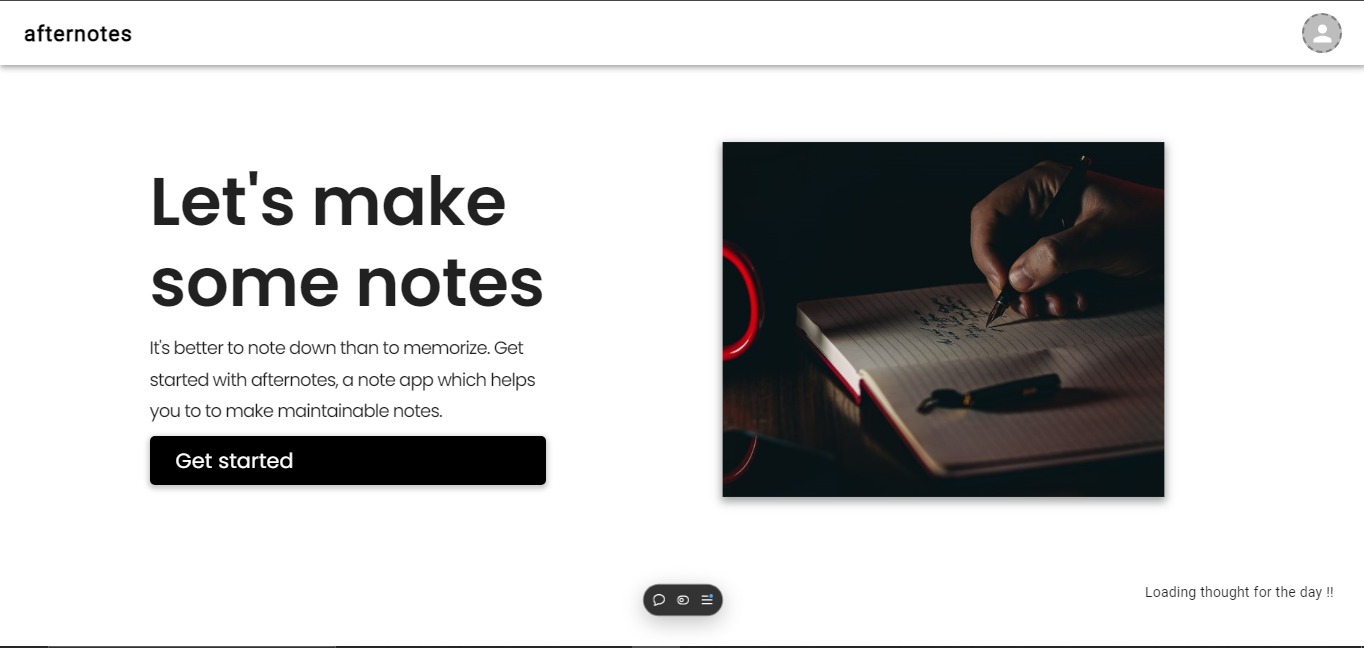 afternotes
Let's make
some notes
It's better to note down than to memorize. Get
started with afternotes, a note app which helps
you to to make maintainable notes.
Get started
Loading thought for the day !!